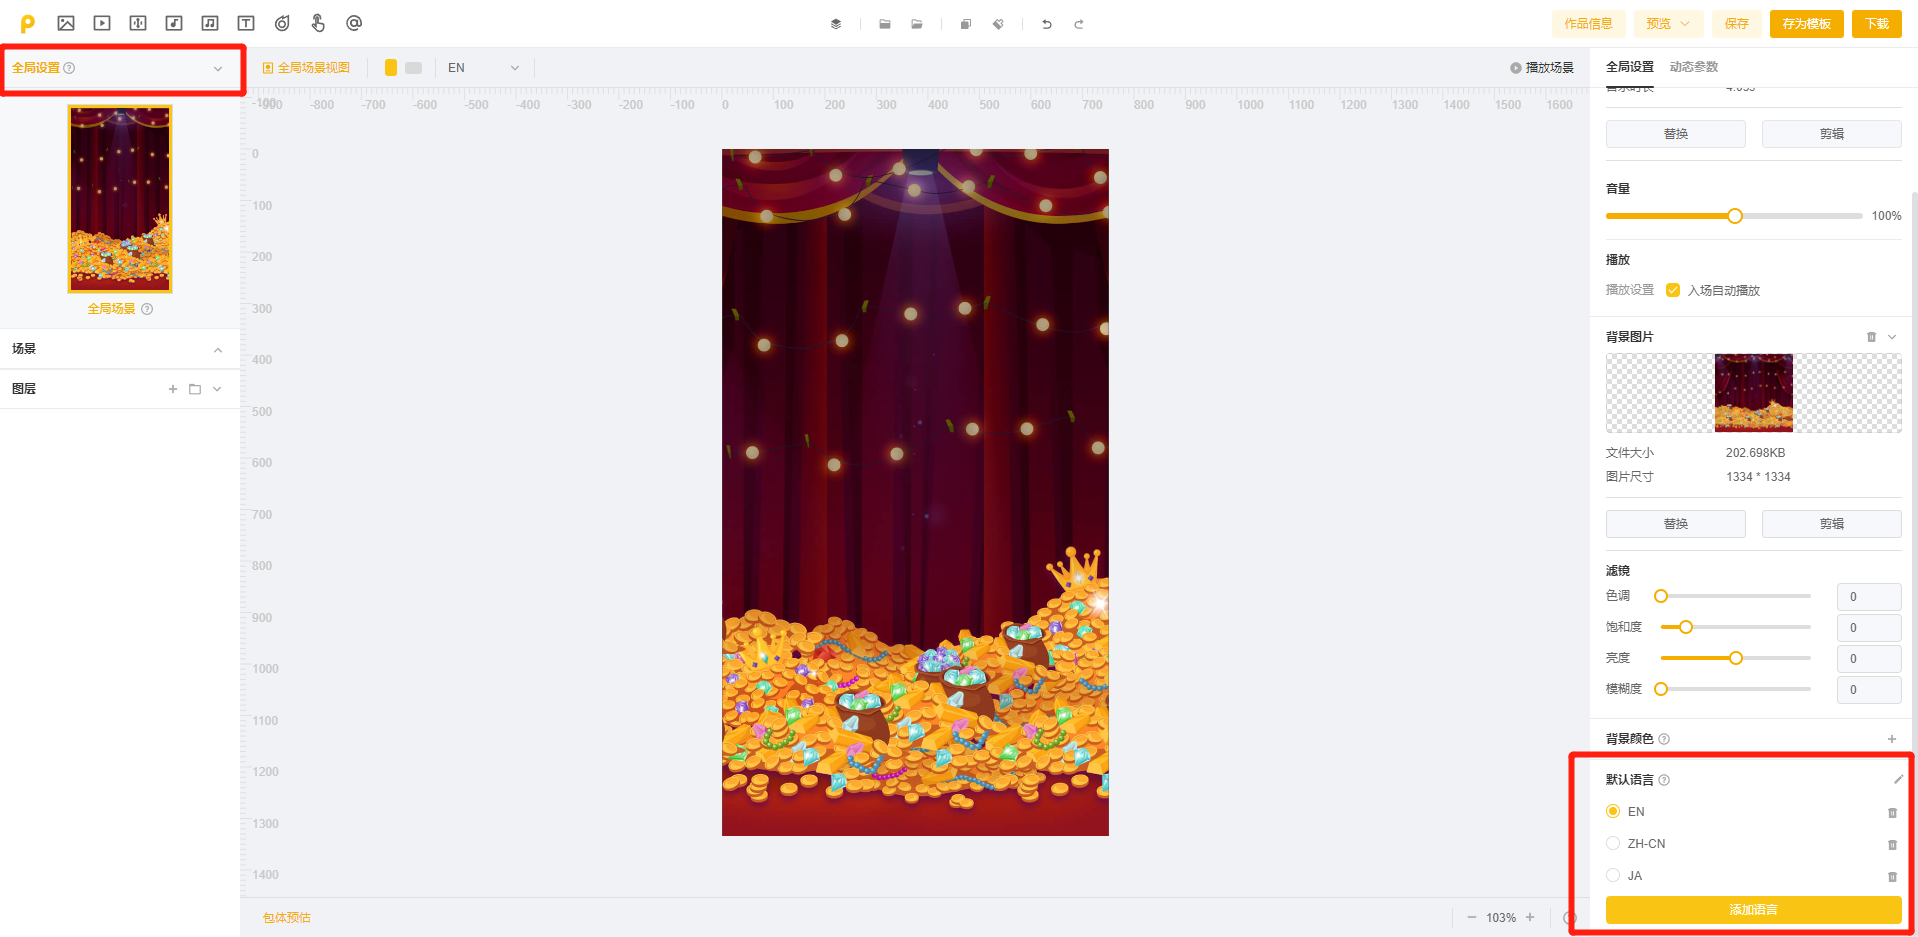 作品信息
预览
保存
存为模板
下载
全局设置
全局场景视图
EN
播放场景
全局设置
动态参数
-100
-900 -800 -700 -600 -500 -400 -300 -200 -100 0 100 200 300 400 500 600 700 800 900 1000 1100 1200 1300 1400 1500 1600
0
100
200
300
400
500
600
700
800
900
1000
1100
1200
1300
1400
全局场景
场景
图层
替换
剪辑
音量
100%
播放
播放设置
入场自动播放
背景图片
文件大小 202.698KB
图片尺寸 1334 * 1334
替换
剪辑
滤镜
色调 0
饱和度 0
亮度 0
模糊度 0
背景颜色
默认语言
EN
ZH-CN
JA
添加语言
包体预估
103%